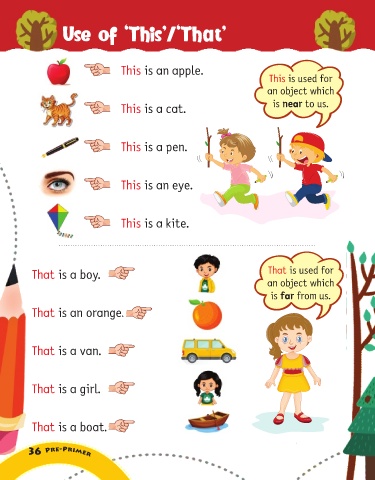 Use of 'This'/'That'
This is an apple.
This is a cat.
This is a pen.
This is an eye.
This is a kite.
This is used for
an object which
is near to us.
That is a boy.
That is an orange.
That is a van.
That is a girl.
That is a boat.
That is used for
an object which
is far from us.
36 PRE-PRIMER